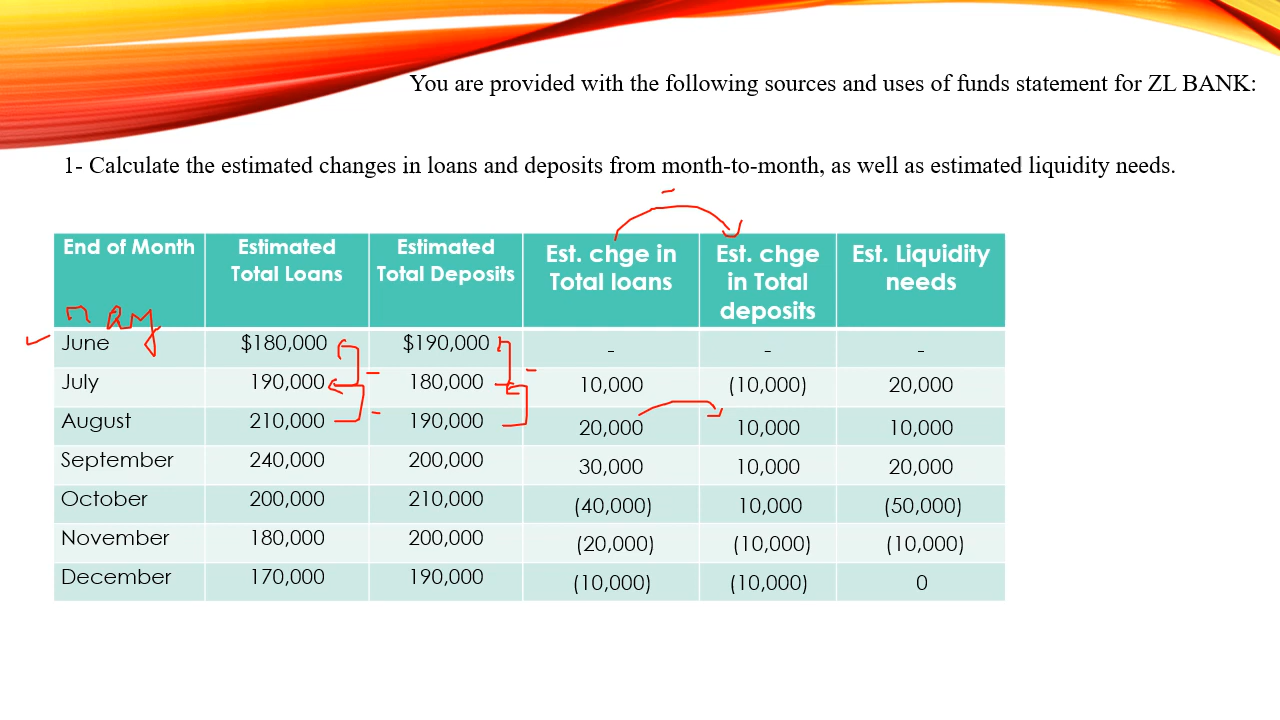 You are provided with the following sources and uses of funds statement for ZL BANK:
1- Calculate the estimated changes in loans and deposits from month-to-month, as well as estimated liquidity needs.
End of Month Estimated Total Loans Estimated Total Deposits Est. chge in Total loans Est. chge in Total deposits Est. Liquidity needs
may
June $180,000 $190,000 - - -
July 190,000 180,000 10,000 (10,000) 20,000
August 210,000 190,000 20,000 10,000 10,000
September 240,000 200,000 30,000 10,000 20,000
October 200,000 210,000 (40,000) 10,000 (50,000)
November 180,000 200,000 (20,000) (10,000) (10,000)
December 170,000 190,000 (10,000) (10,000) 0